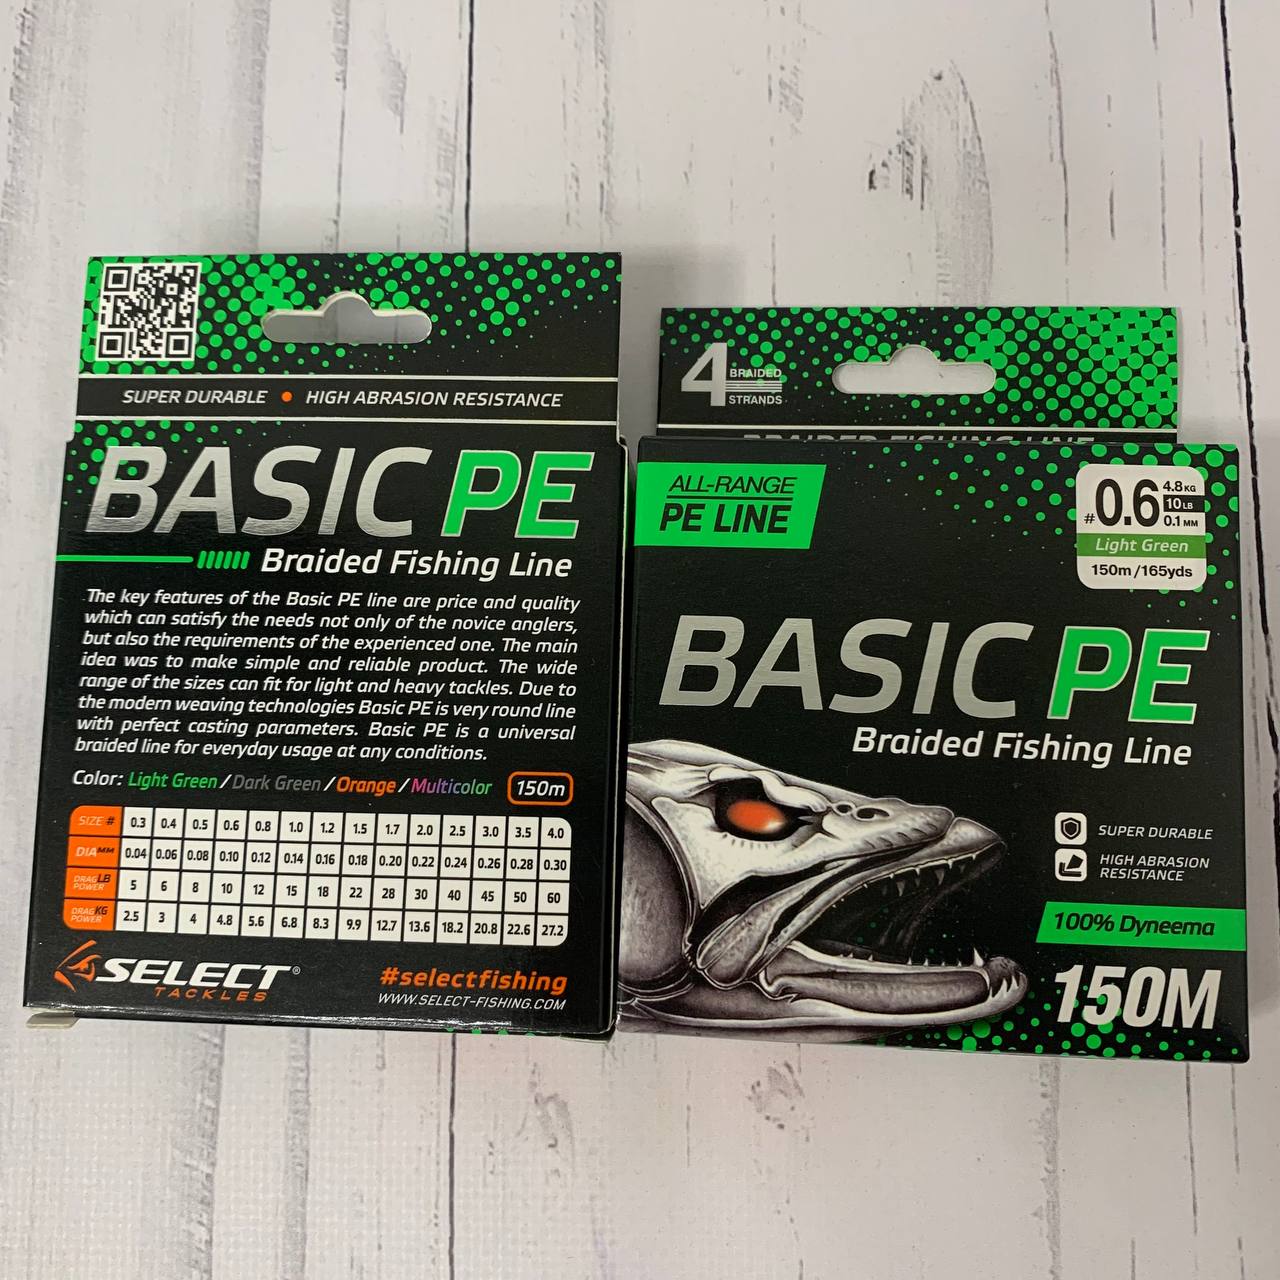 SUPER DURABLE • HIGH ABRASION RESISTANCE
BASIC PE
Braided Fishing Line
The key features of the Basic PE line are price and quality
which can satisfy the needs not only of the novice anglers,
but also the requirements of the experienced one. The main
idea was to make simple and reliable product. The wide
range of the sizes can fit for light and heavy tackles. Due to
the modern weaving technologies Basic PE is very round line
with perfect casting parameters. Basic PE is a universal
braided line for everyday usage at any conditions.
Color: Light Green / Dark Green / Orange / Multicolor 150m
SIZE # 0.3 0.4 0.5 0.6 0.8 1.0 1.2 1.5 1.7 2.0 2.5 3.0 3.5 4.0
DIA MM 0.04 0.06 0.08 0.10 0.12 0.14 0.16 0.18 0.20 0.22 0.24 0.26 0.28 0.30
DRAG POWER LB 5 6 8 10 12 15 18 22 28 30 40 45 50 60
DRAG POWER KG 2.5 3 4 4.8 5.6 6.8 8.3 9.9 12.7 13.6 18.2 20.8 22.6 27.2
SELECT®
TACKLES
#selectfishing
WWW.SELECT-FISHING.COM
4 BRAIDED
STRANDS
BRAIDED FISHING LINE
ALL-RANGE
PE LINE
#0.6
4.8 KG
10 LB
0.1 MM
Light Green
150m /165yds
BASIC PE
Braided Fishing Line
SUPER DURABLE
HIGH ABRASION
RESISTANCE
100% Dyneema
150M